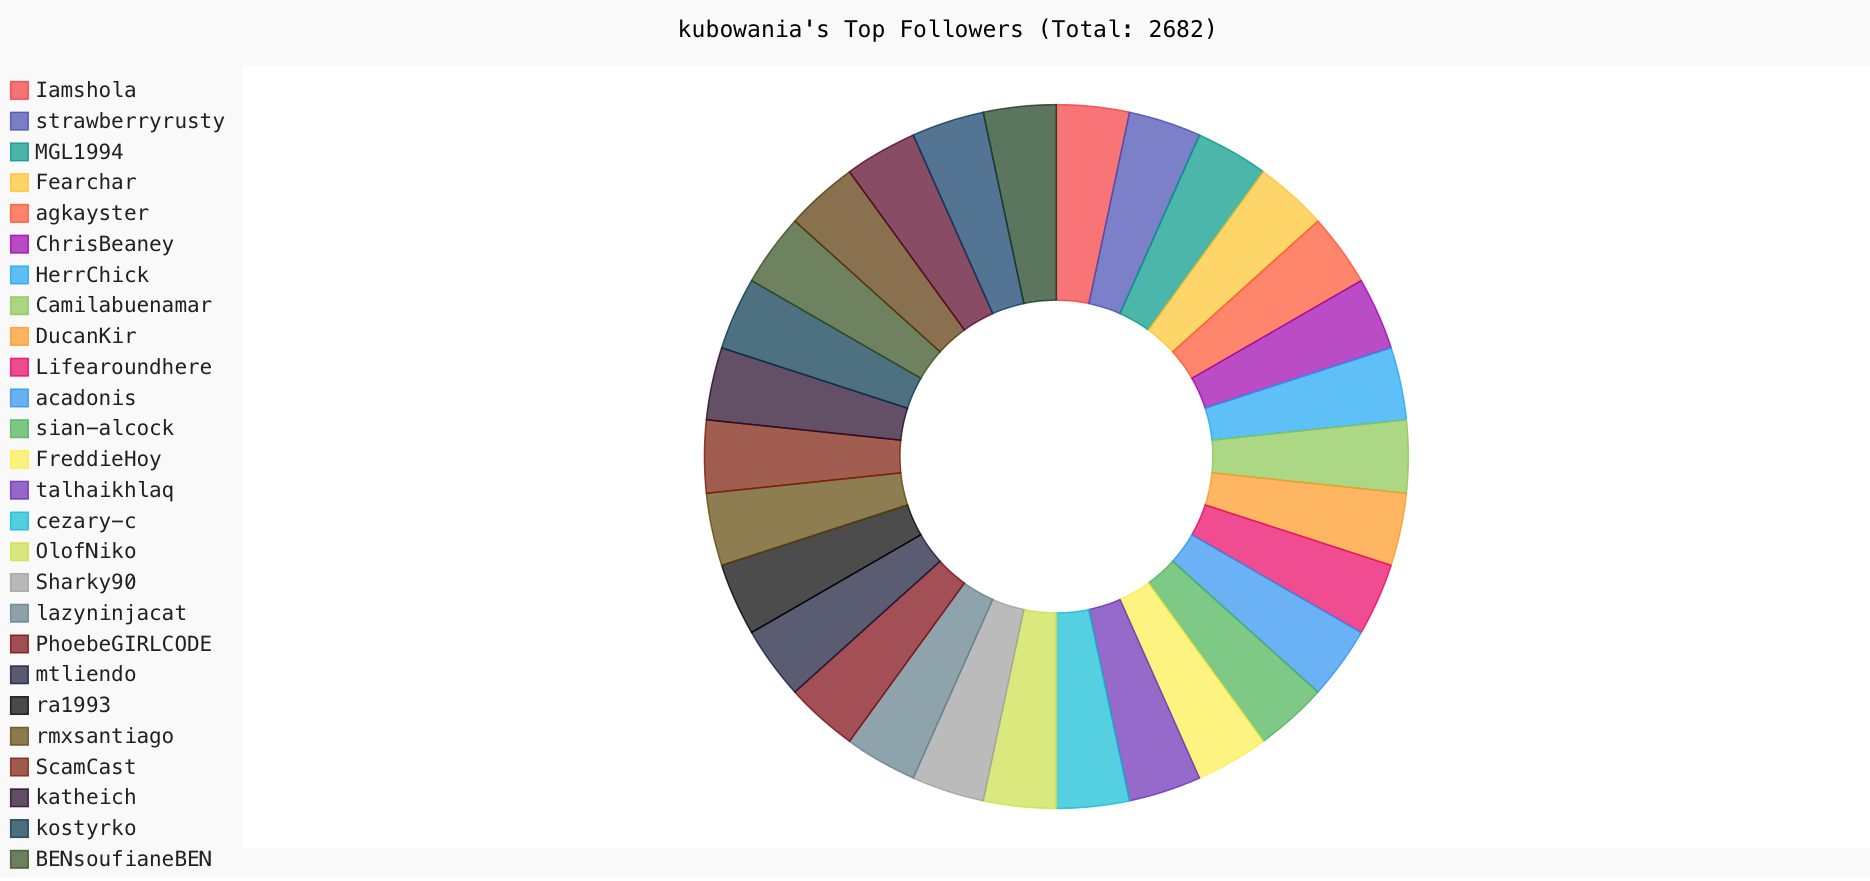 kubowania's Top Followers (Total: 2682)
Iamshola
strawberryrusty
MGL1994
Fearchar
agkayster
ChrisBeaney
HerrChick
Camilabuenamar
DucanKir
Lifearoundhere
acadonis
sian-alcock
FreddieHoy
talhaikhlaq
cezary-c
OlofNiko
Sharky90
lazyninjacat
PhoebeGIRLCODE
mtliendo
ra1993
rmxsantiago
ScamCast
katheich
kostyrko
BENsoufianeBEN